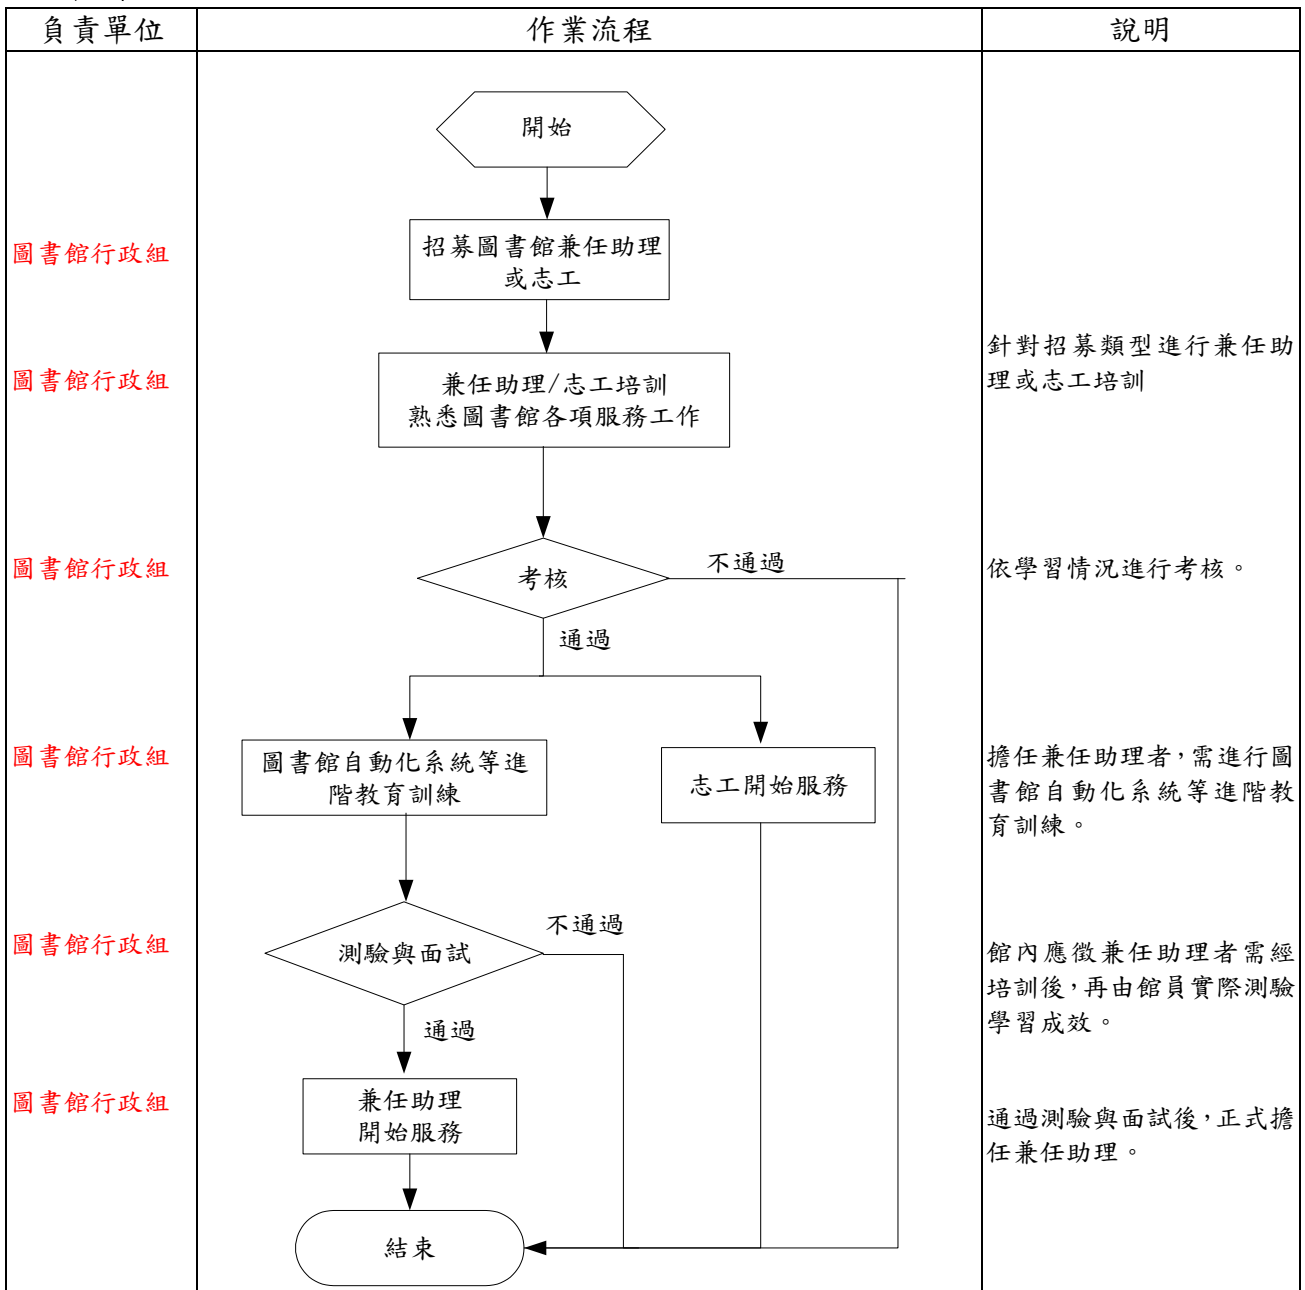 負責單位
作業流程
說明
開始
圖書館行政組
招募圖書館兼任助理
或志工
圖書館行政組
兼任助理/志工培訓
熟悉圖書館各項服務工作
針對招募類型進行兼任助
理或志工培訓
圖書館行政組
考核
不通過
依學習情況進行考核。
通過
圖書館行政組
圖書館自動化系統等進
階教育訓練
志工開始服務
擔任兼任助理者，需進行圖
書館自動化系統等進階教
育訓練。
圖書館行政組
測驗與面試
不通過
館內應徵兼任助理者需經
培訓後，再由館員實際測驗
學習成效。
通過
圖書館行政組
兼任助理
開始服務
通過測驗與面試後，正式擔
任兼任助理。
結束